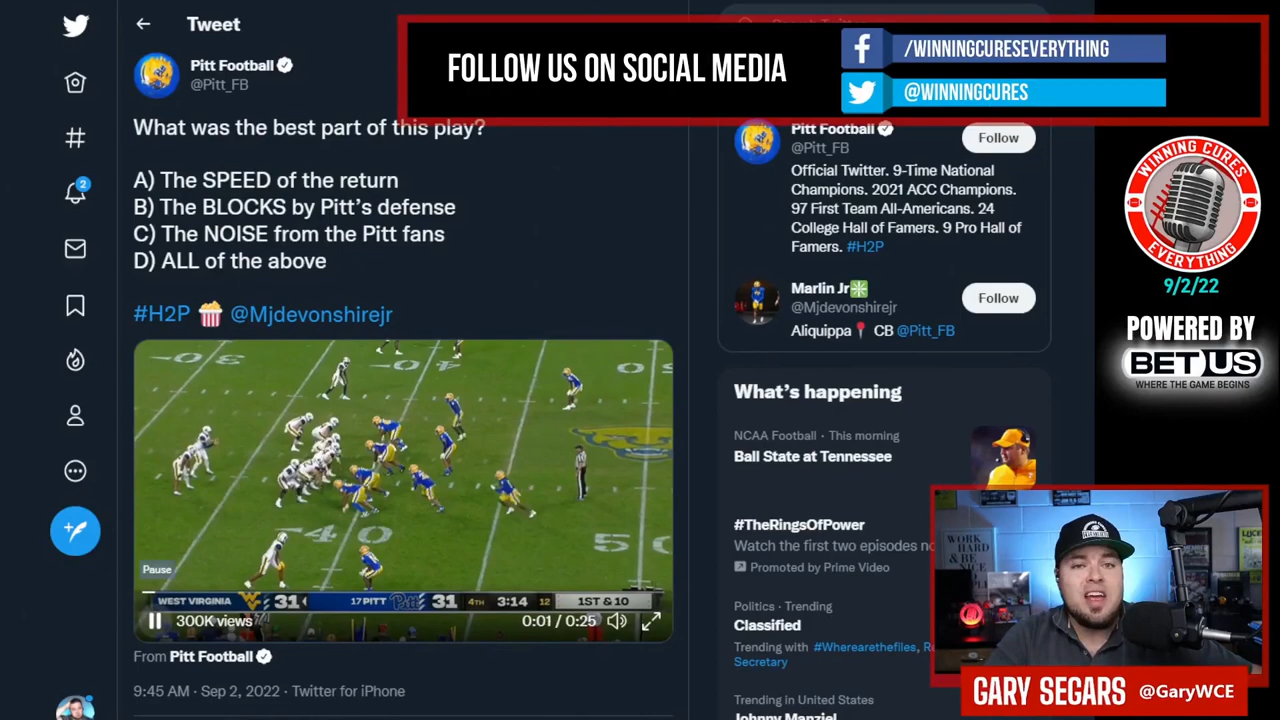 Tweet
Pitt Football
@Pitt_FB
What was the best part of this play?
A) The SPEED of the return
B) The BLOCKS by Pitt's defense
C) The NOISE from the Pitt fans
D) ALL of the above
#H2P @Mjdevonshirejr
40
50
Pause
WEST VIRGINIA WV 31 17 PITT Pitt 31 4TH 3:14 12 1ST & 10
300K views
0:01 / 0:25
From Pitt Football
9:45 AM · Sep 2, 2022 · Twitter for iPhone
2
FOLLOW US ON SOCIAL MEDIA
f /WINNINGCURESEVERYTHING
@WINNINGCURES
Pitt Football
@Pitt_FB
Follow
Official Twitter. 9-Time National
Champions. 2021 ACC Champions.
97 First Team All-Americans. 24
College Hall of Famers. 9 Pro Hall of
Famers. #H2P
Marlin Jr
@Mjdevonshirejr
Follow
Aliquippa CB @Pitt_FB
What's happening
NCAA Football · This morning
Ball State at Tennessee
#TheRingsOfPower
Watch the first two episodes no
Promoted by Prime Video
Politics · Trending
Classified
Trending with #Wherearethefiles, R
Secretary
Trending in United States
Johnny Manziel
WINNING CURES
EVERYTHING
9/2/22
POWERED BY
BETUS
WHERE THE GAME BEGINS
WORK
HARD &
GARY SEGARS @GaryWCE